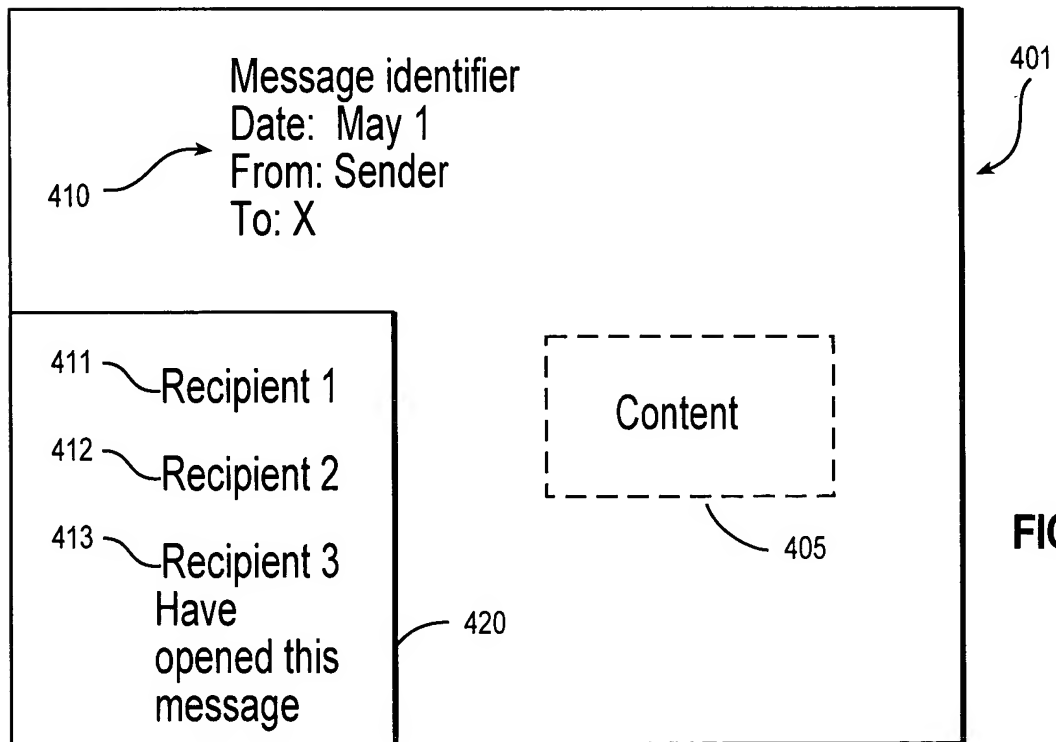 Message identifier
Date: May 1
From: Sender
To: X
401
410
411
Recipient 1
412
Recipient 2
413
Recipient 3
Have
opened this
message
420
Content
405